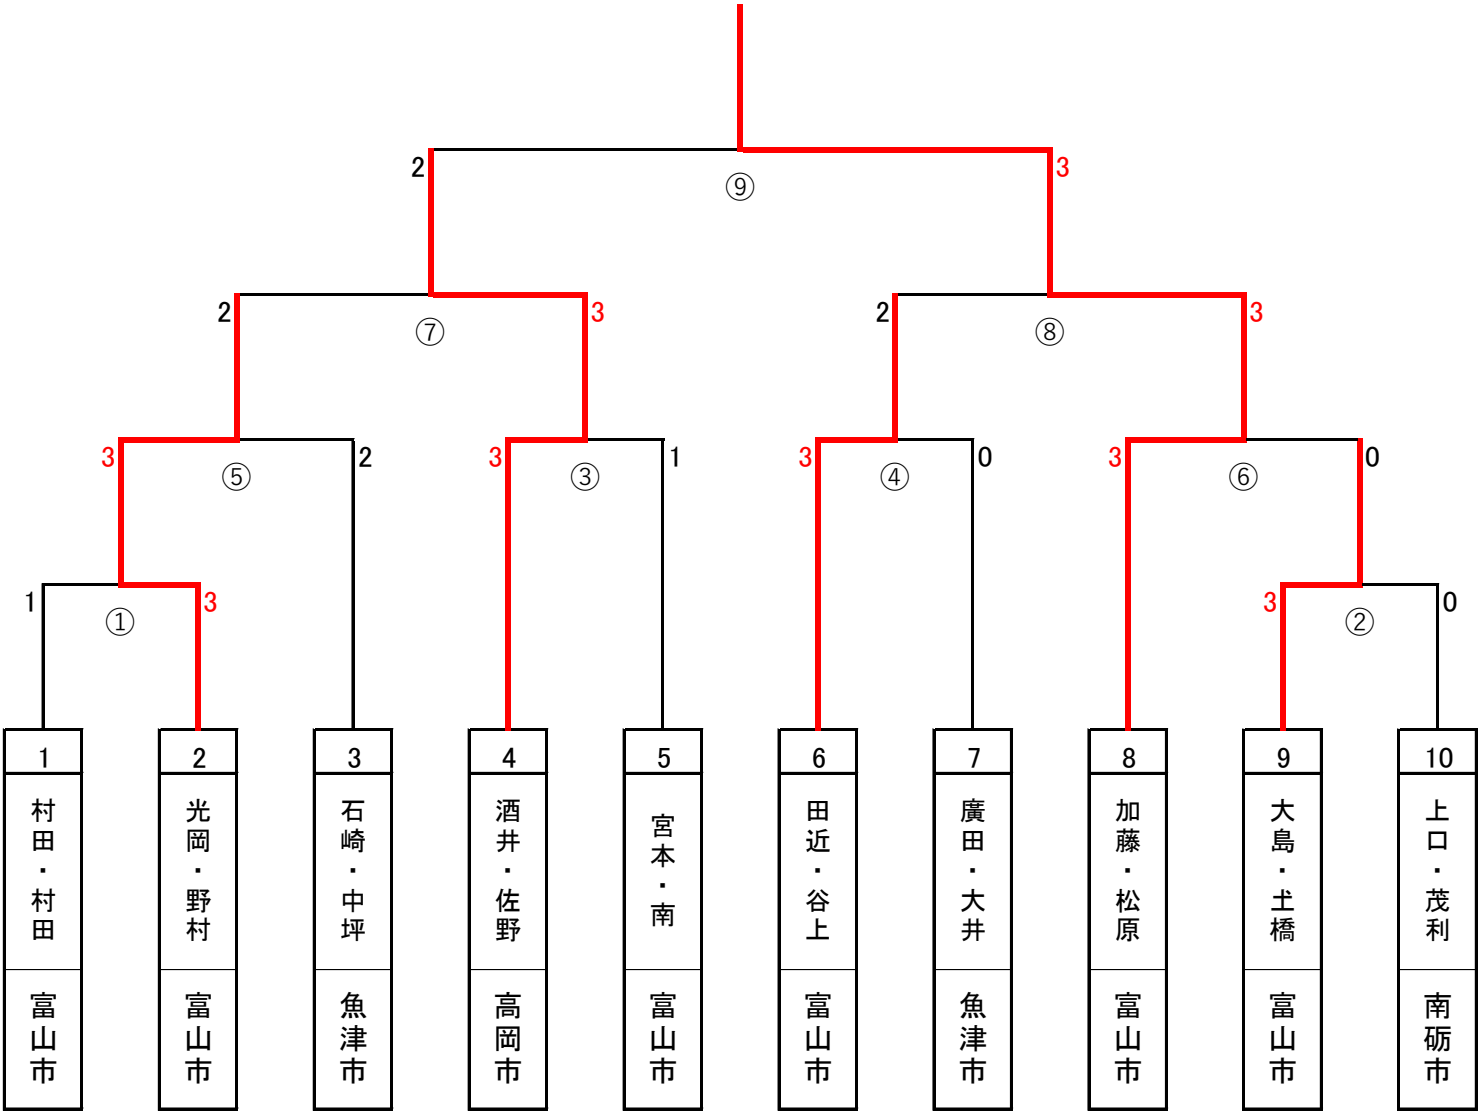 2
3
⑨
2
3
2
3
⑦
⑧
3
2
3
1
3
0
3
0
⑤
③
④
⑥
1
3
3
0
①
②
1
2
3
4
5
6
7
8
9
10
村田・村田
光岡・野村
石崎・中坪
酒井・佐野
宮本・南
田近・谷上
廣田・大井
加藤・松原
大島・土橋
上口・茂利
富山市
富山市
魚津市
高岡市
富山市
富山市
魚津市
富山市
富山市
南砺市